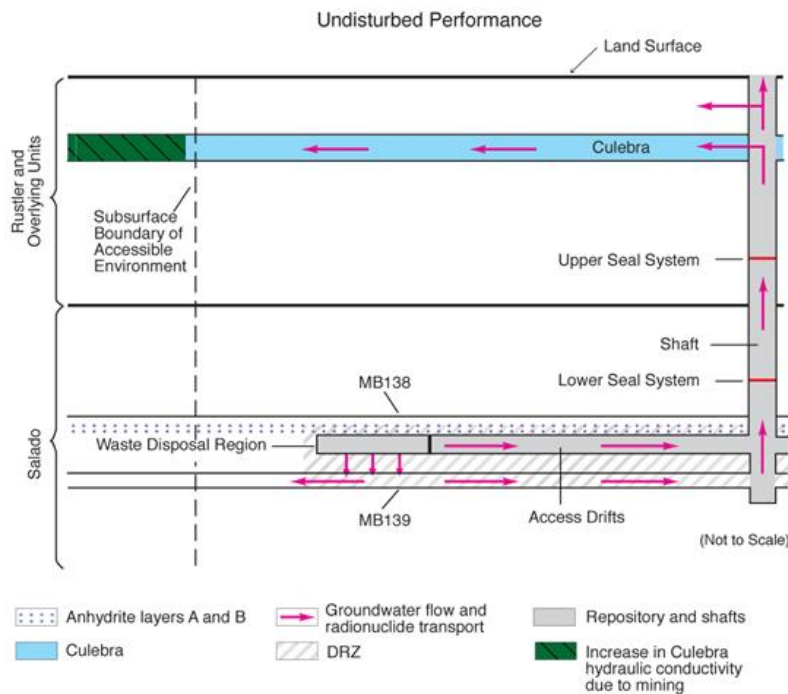 Undisturbed Performance
Land Surface
Culebra
Rustler and
Overlying Units
Subsurface
Boundary of
Accessible
Environment
Upper Seal System
Shaft
MB138
Lower Seal System
Salado
Waste Disposal Region
MB139
Access Drifts
(Not to Scale)
Anhydrite layers A and B
Groundwater flow and
radionuclide transport
Repository and shafts
Culebra
DRZ
Increase in Culebra
hydraulic conductivity
due to mining